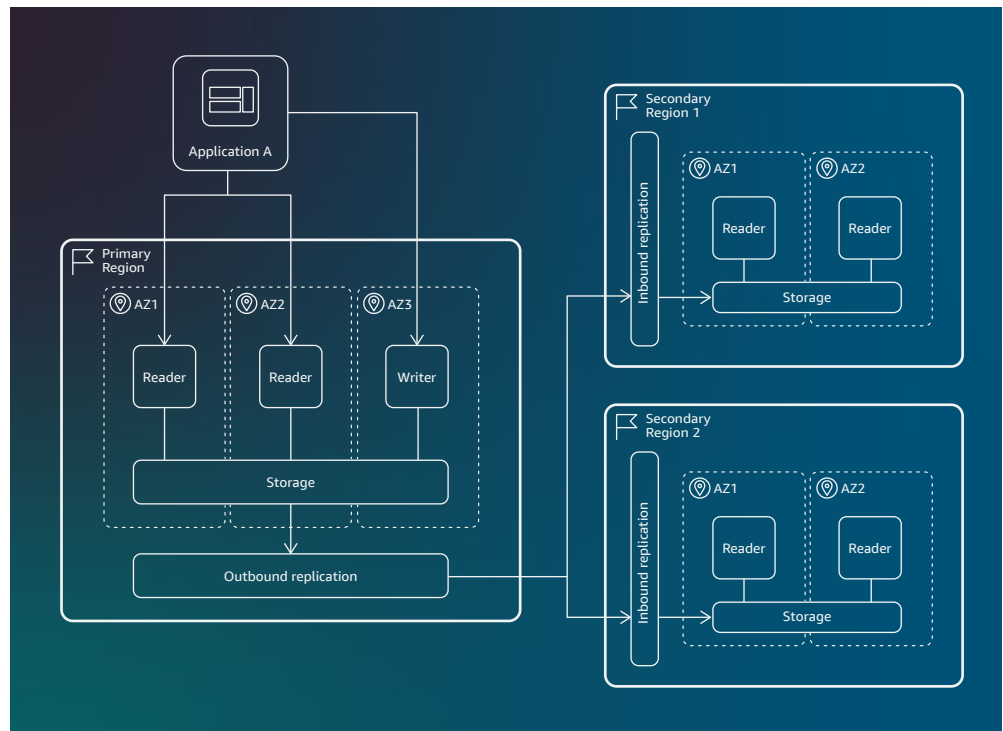 Application A
Primary
Region
AZ1
AZ2
AZ3
Reader
Reader
Writer
Storage
Outbound replication
Secondary
Region 1
Inbound replication
AZ1
AZ2
Reader
Reader
Storage
Secondary
Region 2
Inbound replication
AZ1
AZ2
Reader
Reader
Storage